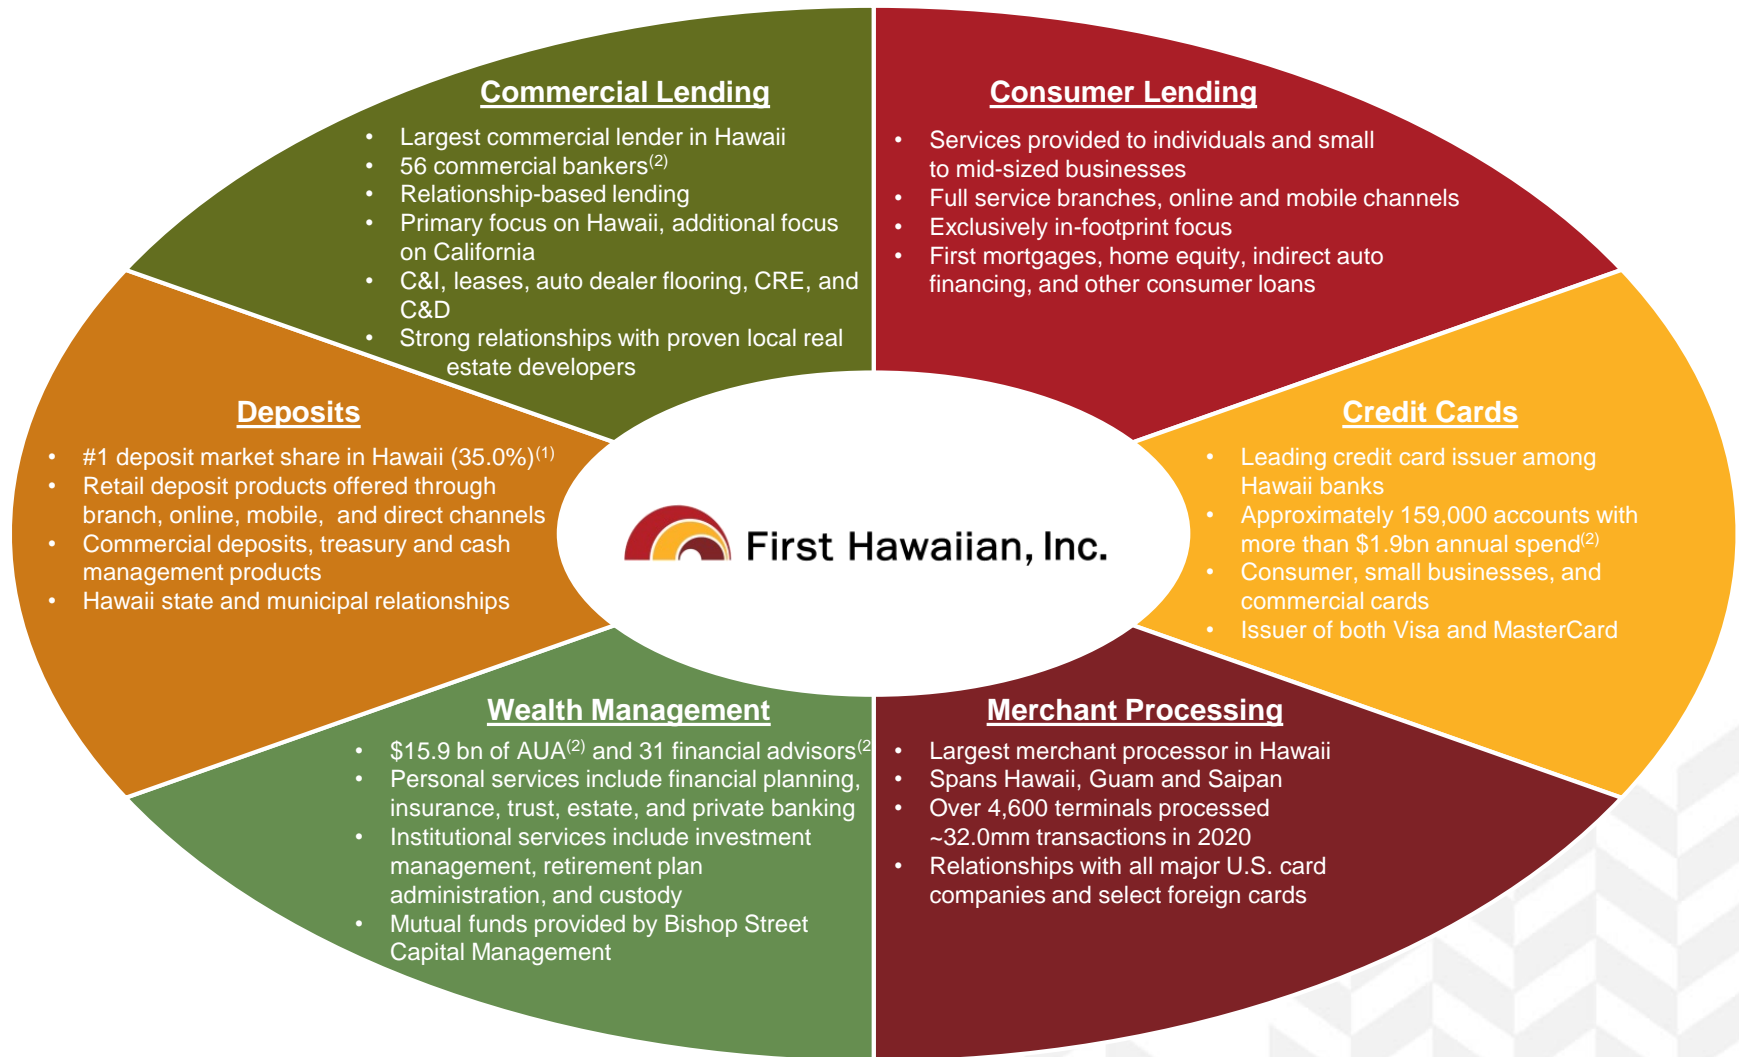 Commercial Lending
• Largest commercial lender in Hawaii
• 56 commercial bankers(2)
• Relationship-based lending
• Primary focus on Hawaii, additional focus
on California
• C&I, leases, auto dealer flooring, CRE, and
C&D
• Strong relationships with proven local real
estate developers
Consumer Lending
• Services provided to individuals and small
to mid-sized businesses
• Full service branches, online and mobile channels
• Exclusively in-footprint focus
• First mortgages, home equity, indirect auto
financing, and other consumer loans
Deposits
• #1 deposit market share in Hawaii (35.0%)(1)
• Retail deposit products offered through
branch, online, mobile, and direct channels
• Commercial deposits, treasury and cash
management products
• Hawaii state and municipal relationships
First Hawaiian, Inc.
Credit Cards
• Leading credit card issuer among
Hawaii banks
• Approximately 159,000 accounts with
more than $1.9bn annual spend(2)
• Consumer, small businesses, and
commercial cards
• Issuer of both Visa and MasterCard
Wealth Management
• $15.9 bn of AUA(2) and 31 financial advisors(2
• Personal services include financial planning,
insurance, trust, estate, and private banking
• Institutional services include investment
management, retirement plan
administration, and custody
• Mutual funds provided by Bishop Street
Capital Management
Merchant Processing
• Largest merchant processor in Hawaii
• Spans Hawaii, Guam and Saipan
• Over 4,600 terminals processed
~32.0mm transactions in 2020
• Relationships with all major U.S. card
companies and select foreign cards